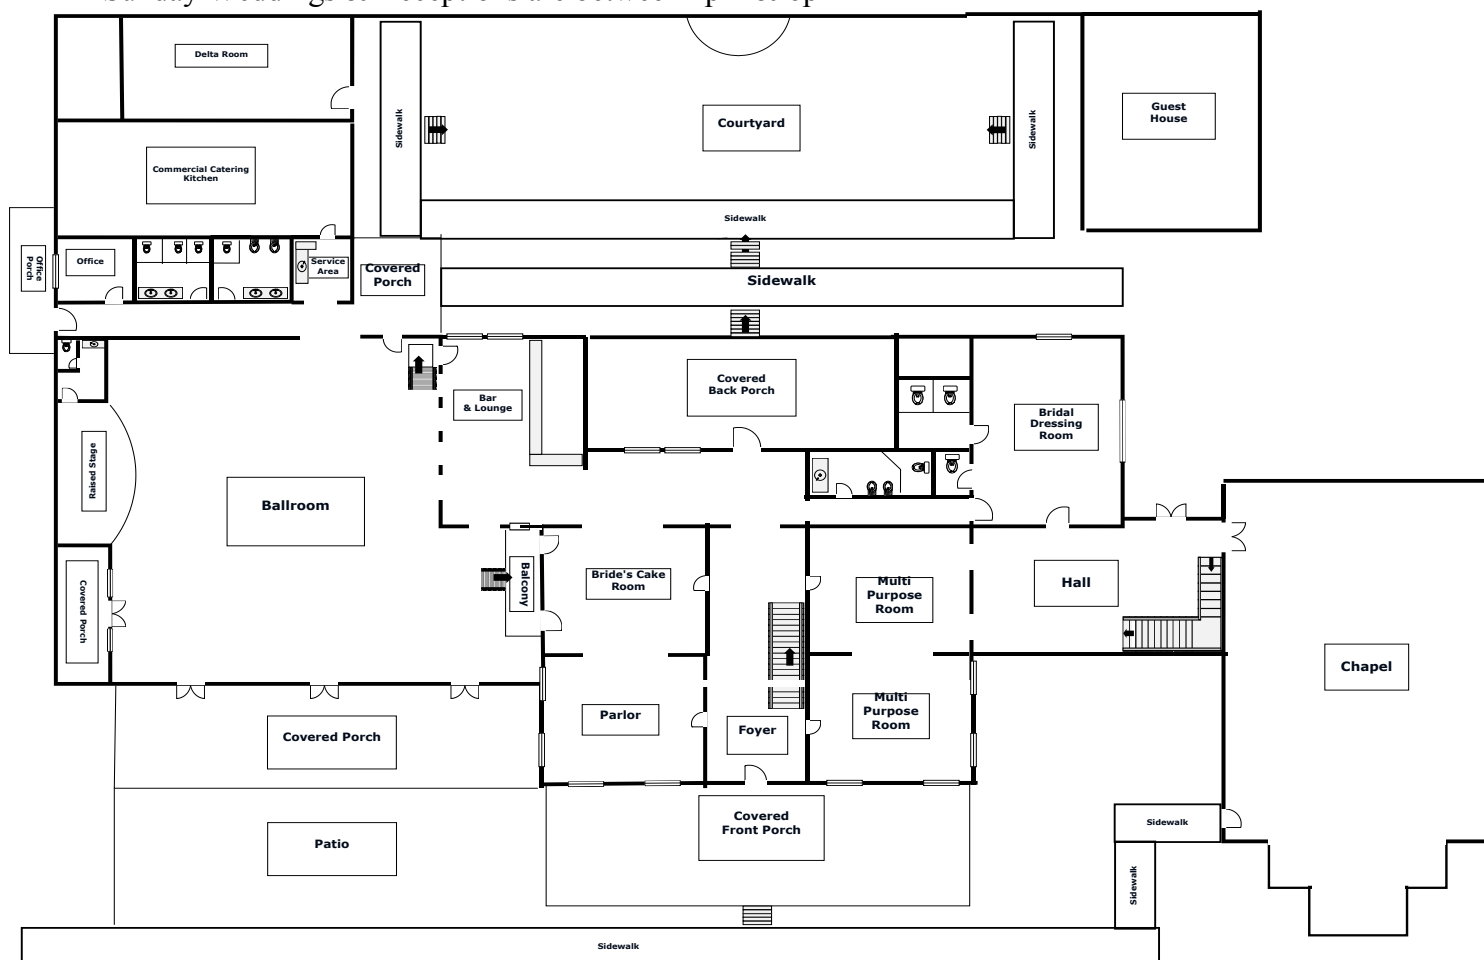 Delta Room
Sidewalk
Courtyard
Sidewalk
Guest
House
Commercial Catering
Kitchen
Sidewalk
Office
Porch
Office
Service
Area
Covered
Porch
Sidewalk
Bar
& Lounge
Covered
Back Porch
Bridal
Dressing
Room
Raised Stage
Ballroom
Covered Porch
Balcony
Bride's Cake
Room
Multi
Purpose
Room
Hall
Chapel
Parlor
Foyer
Multi
Purpose
Room
Covered Porch
Covered
Front Porch
Sidewalk
Patio
Sidewalk
Sidewalk